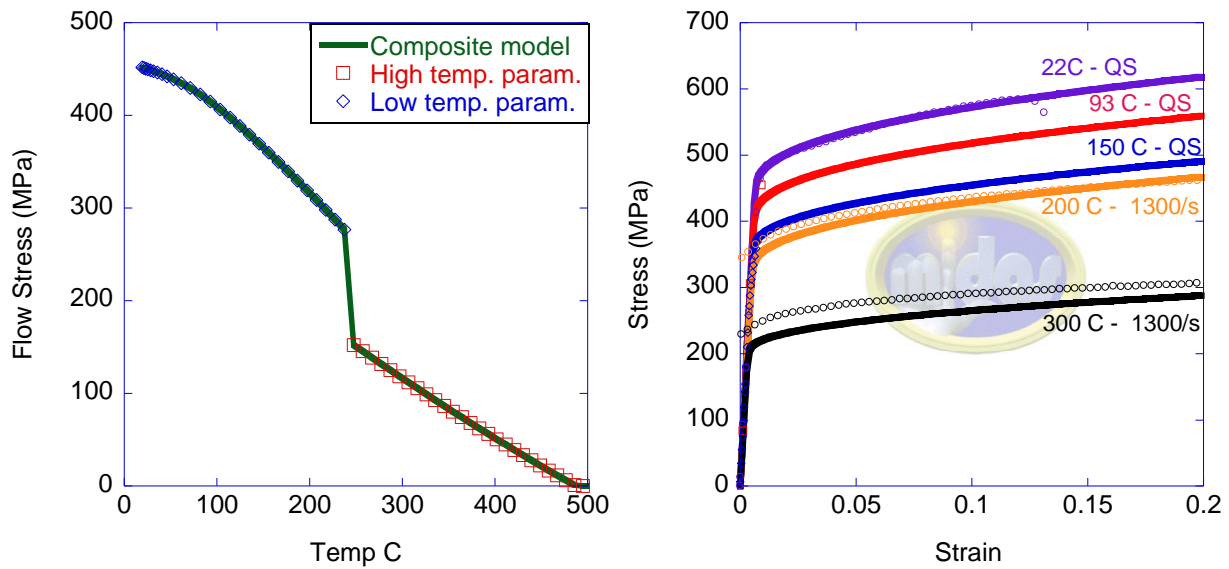 500
400
300
200
100
0
Flow Stress (MPa)
0 100 200 300 400 500
Temp C
Composite model
High temp. param.
Low temp. param.
700
600
500
400
300
200
100
0
Stress (MPa)
0 0.05 0.1 0.15 0.2
Strain
22C - QS
93 C - QS
150 C - QS
200 C - 1300/s
300 C - 1300/s